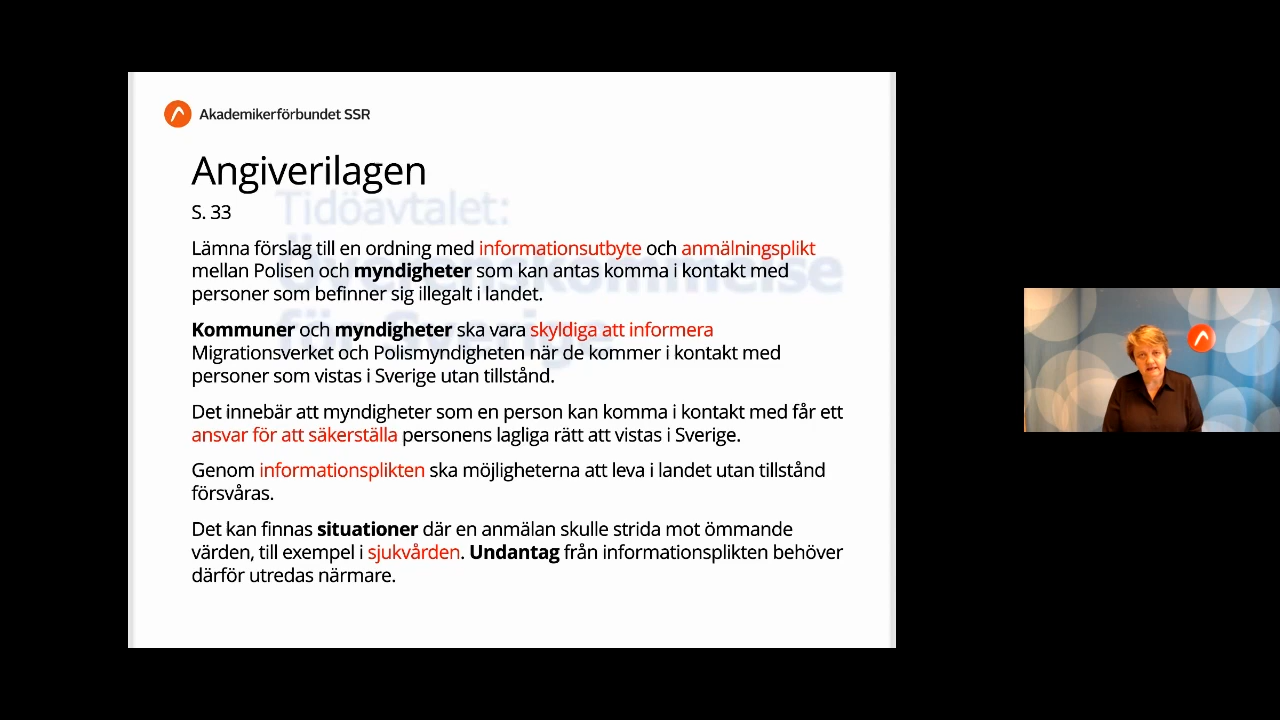 Akademikerförbundet SSR
Angiverilagen
Tidöavtalet:
Överenskommelse
för Sverige
S. 33
Lämna förslag till en ordning med informationsutbyte och anmälningsplikt
mellan Polisen och myndigheter som kan antas komma i kontakt med
personer som befinner sig illegalt i landet.
Kommuner och myndigheter ska vara skyldiga att informera
Migrationsverket och Polismyndigheten när de kommer i kontakt med
personer som vistas i Sverige utan tillstånd.
Det innebär att myndigheter som en person kan komma i kontakt med får ett
ansvar för att säkerställa personens lagliga rätt att vistas i Sverige.
Genom informationsplikten ska möjligheterna att leva i landet utan tillstånd
försvåras.
Det kan finnas situationer där en anmälan skulle strida mot ömmande
värden, till exempel i sjukvården. Undantag från informationsplikten behöver
därför utredas närmare.